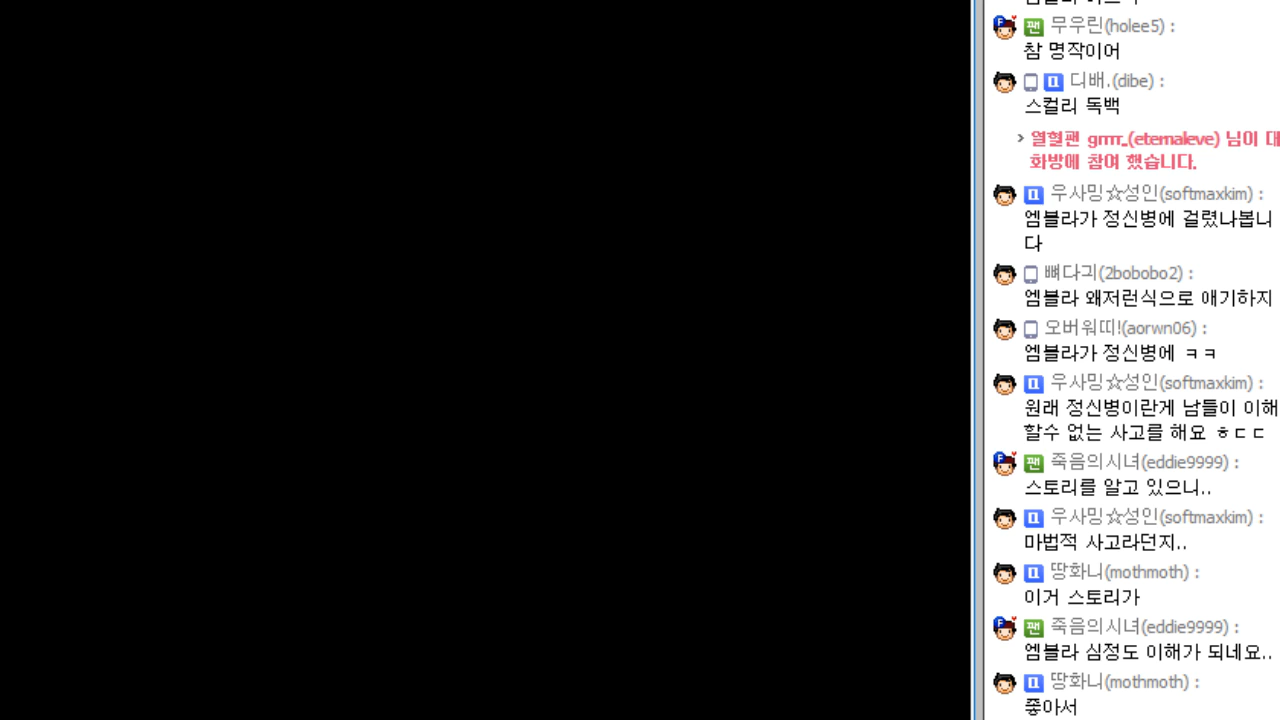 팬 무우린(holee5) :
참 명작이어
디배.(dibe) :
스컬리 독백
> 열혈팬 grrrr..(eternaleve) 님이 대
화방에 참여 했습니다.
우사밍☆성인(softmaxkim) :
엠블라가 정신병에 걸렸나봅니
다
뼈다긔(2bobobo2) :
엠블라 왜저런식으로 애기하지
오버워띠!(aorwn06) :
엠블라가 정신병에 ㅋㅋ
우사밍☆성인(softmaxkim) :
원래 정신병이란게 남들이 이해
할수 없는 사고를 해요 ㅎㄷㄷ
팬 죽음의시녀(eddie9999) :
스토리를 알고 있으니..
우사밍☆성인(softmaxkim) :
마법적 사고라던지..
땅화니(mothmoth) :
이거 스토리가
팬 죽음의시녀(eddie9999) :
엠블라 심정도 이해가 되네요..
땅화니(mothmoth) :
좋아서